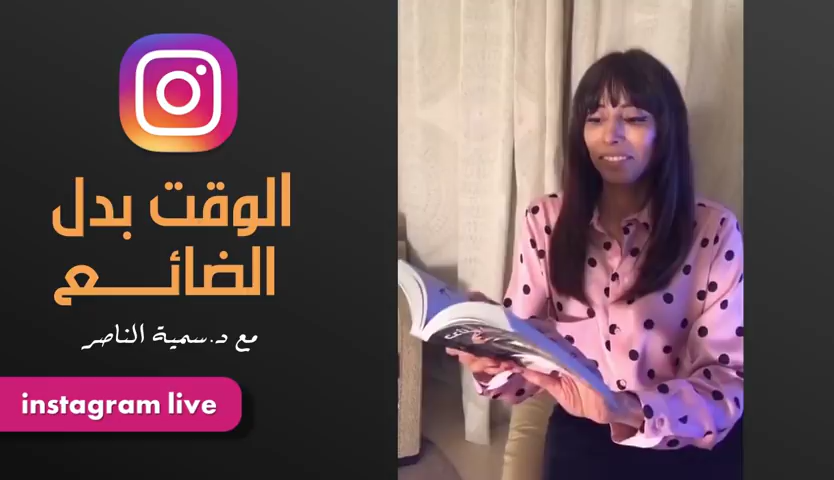 الوقت بدل
الضائـــع
مع د.سمية الناصر
instagram live